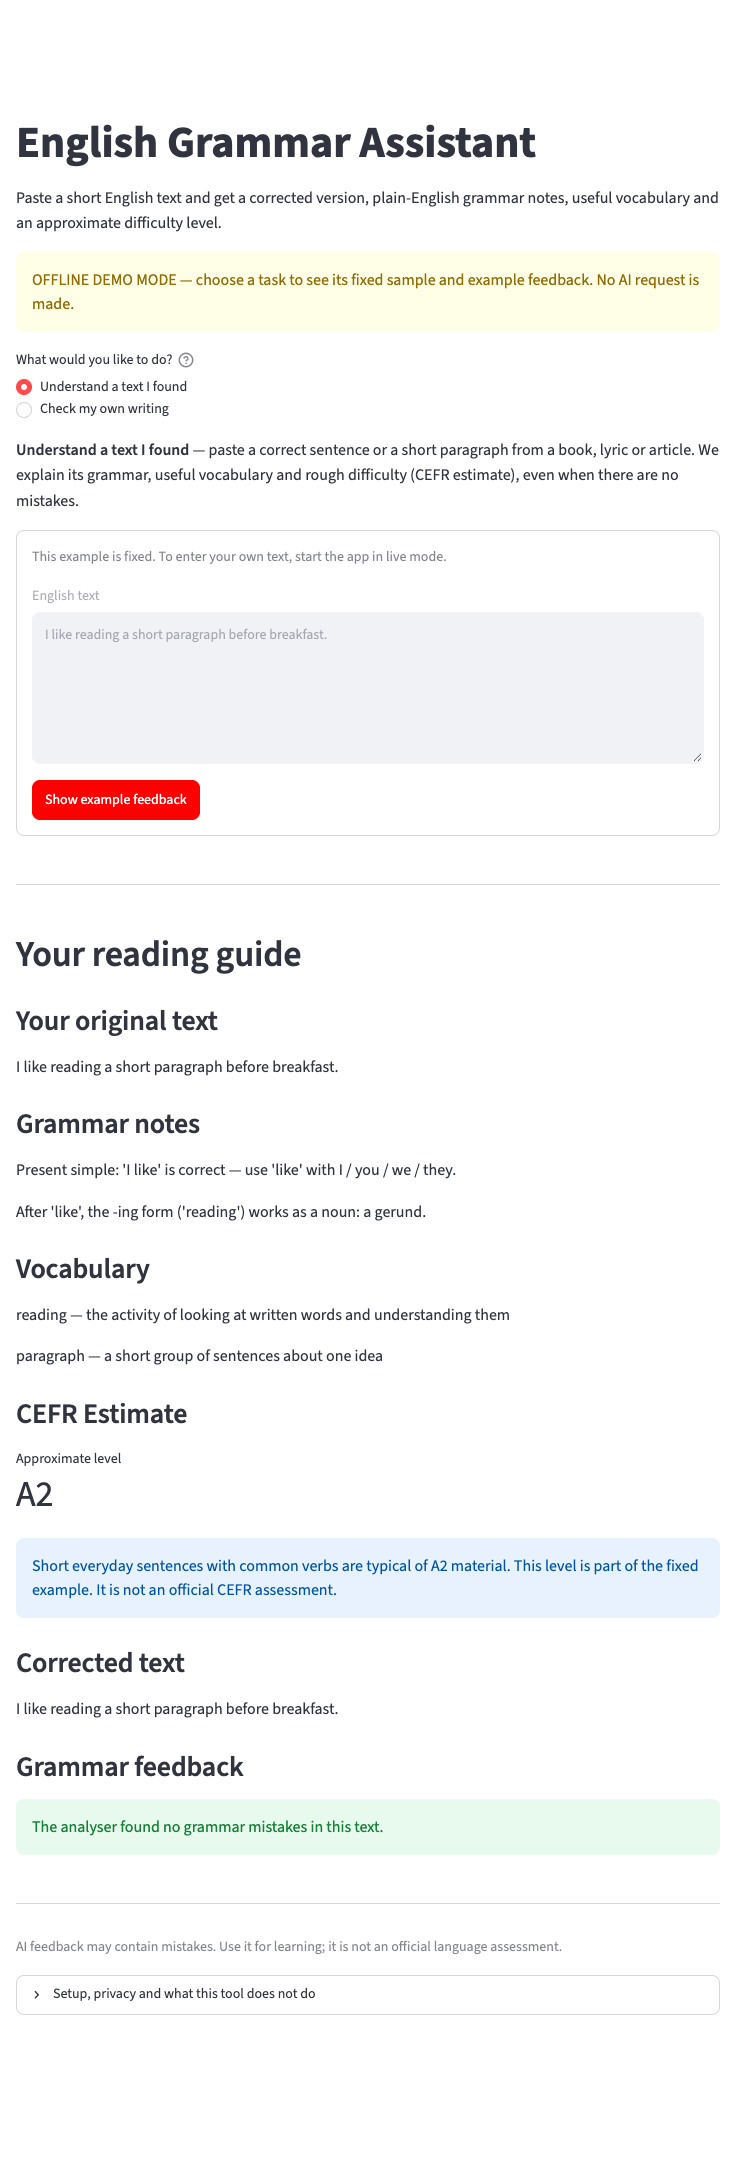 English Grammar Assistant
Paste a short English text and get a corrected version, plain-English grammar notes, useful vocabulary and
an approximate difficulty level.
OFFLINE DEMO MODE — choose a task to see its fixed sample and example feedback. No AI request is
made.
What would you like to do?
Understand a text I found
Check my own writing
Understand a text I found — paste a correct sentence or a short paragraph from a book, lyric or article. We
explain its grammar, useful vocabulary and rough difficulty (CEFR estimate), even when there are no
mistakes.
This example is fixed. To enter your own text, start the app in live mode.
English text
I like reading a short paragraph before breakfast.
Show example feedback
Your reading guide
Your original text
I like reading a short paragraph before breakfast.
Grammar notes
Present simple: 'I like' is correct — use 'like' with I / you / we / they.
After 'like', the -ing form ('reading') works as a noun: a gerund.
Vocabulary
reading — the activity of looking at written words and understanding them
paragraph — a short group of sentences about one idea
CEFR Estimate
Approximate level
A2
Short everyday sentences with common verbs are typical of A2 material. This level is part of the fixed
example. It is not an official CEFR assessment.
Corrected text
I like reading a short paragraph before breakfast.
Grammar feedback
The analyser found no grammar mistakes in this text.
AI feedback may contain mistakes. Use it for learning; it is not an official language assessment.
Setup, privacy and what this tool does not do